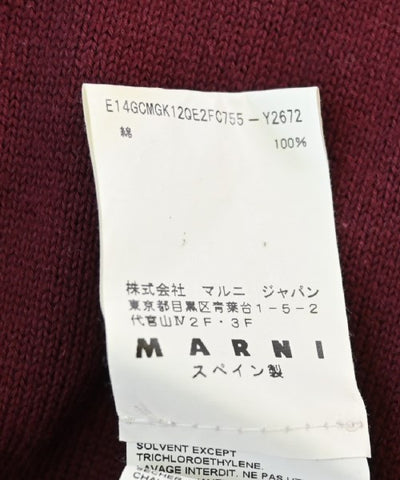 E14GCMGK12QE2FC755-Y2672
綿 100%
株式会社 マルニ ジャパン
東京都目黒区青葉台1-5-2
代官山Ⅳ2F・3F
MARNI
スペイン製
SOLVENT EXCEPT
TRICHLOROETHYLENE.
LAVAGE INTERDIT. NE PAS